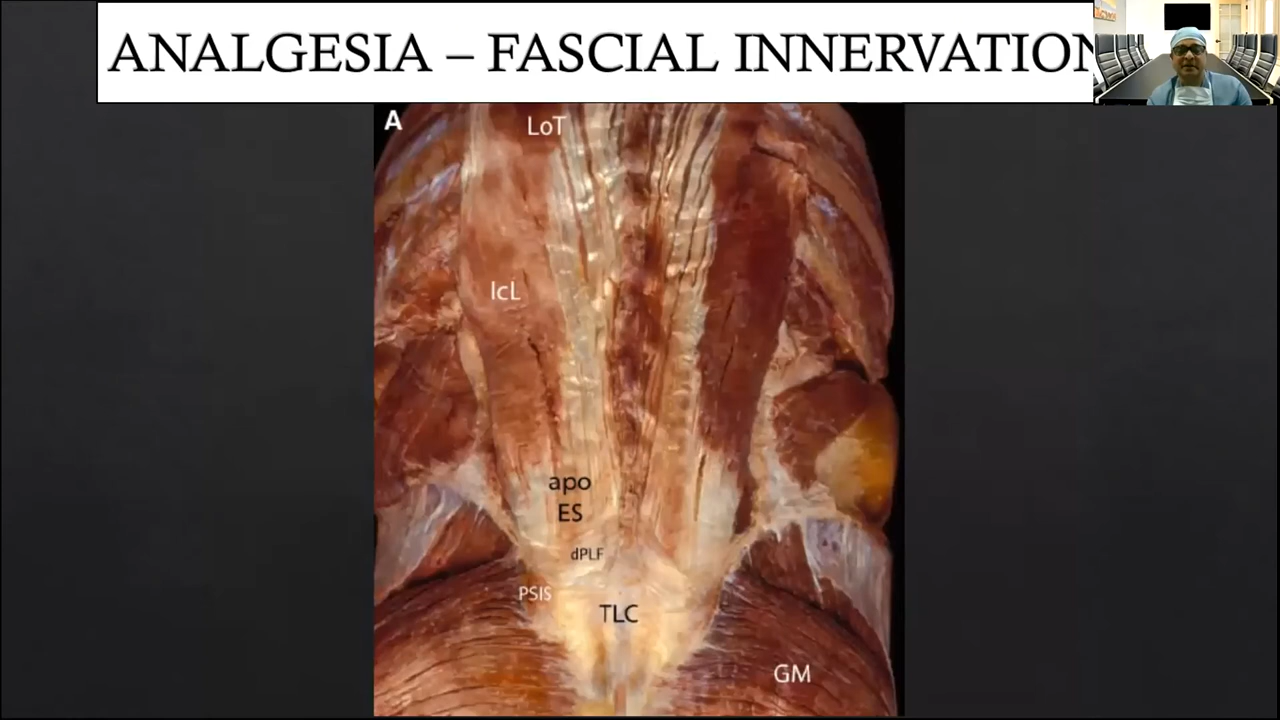 ANALGESIA – FASCIAL INNERVATION
A
LoT
IcL
apo
ES
dPLF
PSIS
TLC
GM